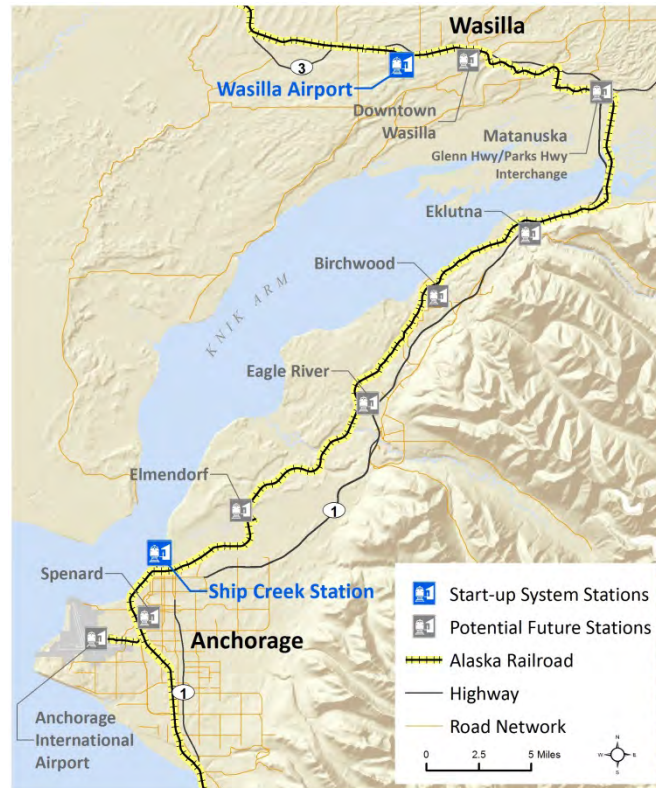 Wasilla
3
Wasilla Airport
Downtown
Wasilla
Matanuska
Glenn Hwy/Parks Hwy
Interchange
Eklutna
Birchwood
KNIK ARM
Eagle River
Elmendorf
1
Spenard
Ship Creek Station
Anchorage
1
Anchorage
International
Airport
Start-up System Stations
Potential Future Stations
Alaska Railroad
Highway
Road Network
0 2.5 5 Miles
N
W E
S